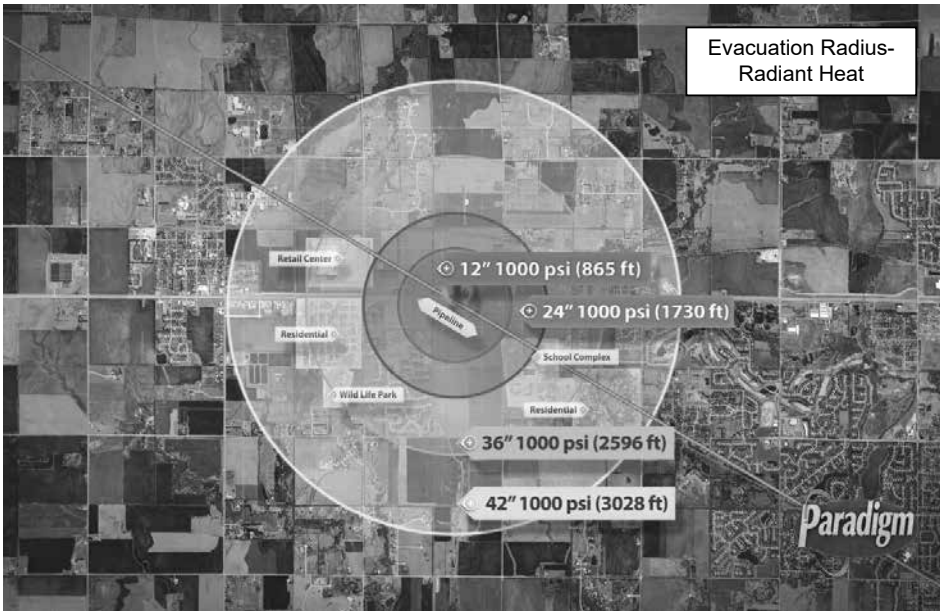 Evacuation Radius-
Radiant Heat
Retail Center
12" 1000 psi (865 ft)
24" 1000 psi (1730 ft)
Pipeline
Residential
School Complex
Wild Life Park
Residential
36" 1000 psi (2596 ft)
42" 1000 psi (3028 ft)
Paradigm